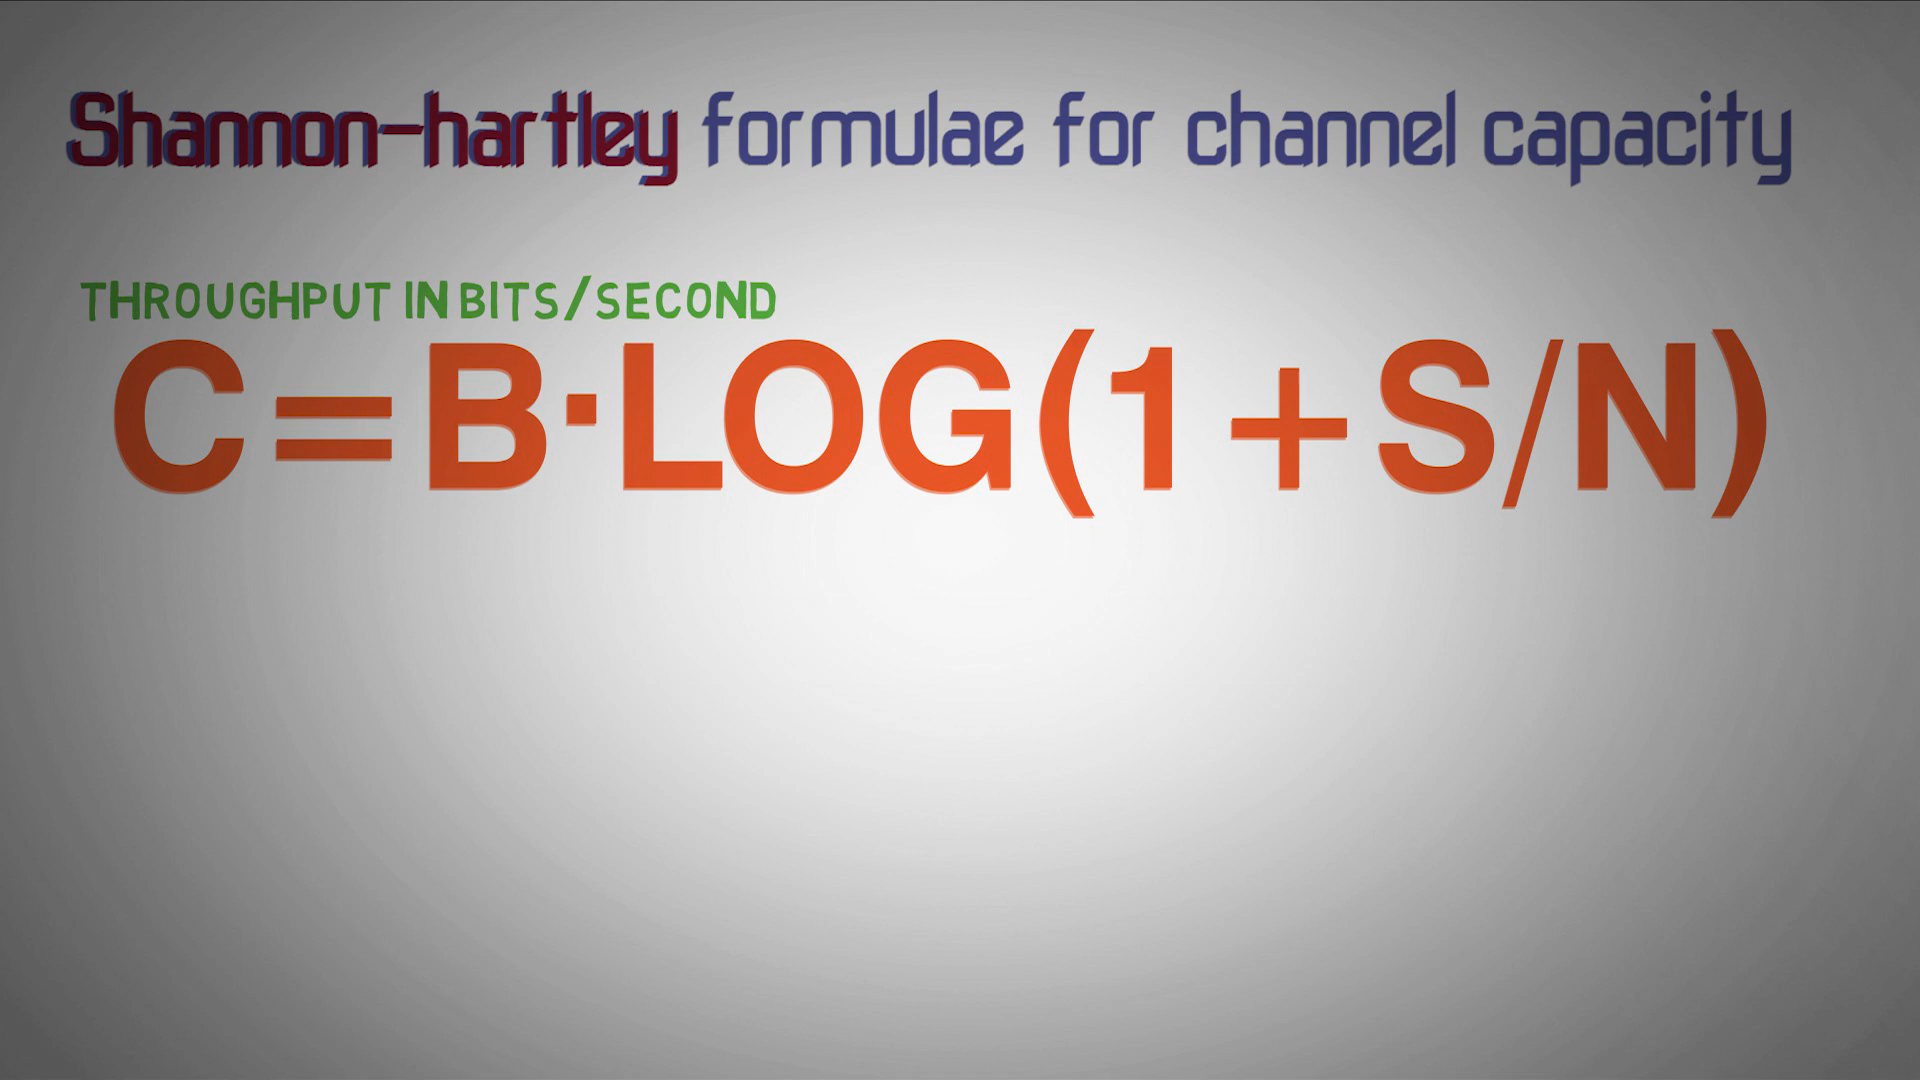 Shannon-hartley formulae for channel capacity
THROUGHPUT IN BITS/SECOND
C=B·LOG(1+S/N)